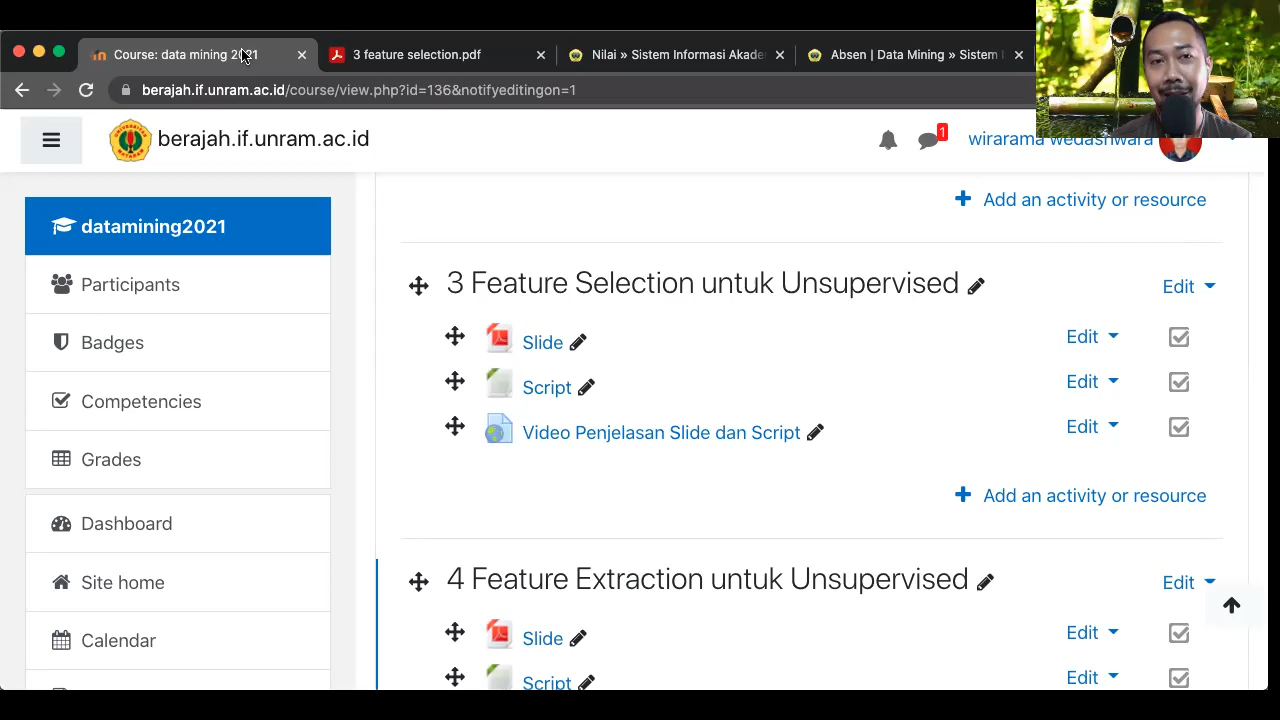 Course: data mining 2021
3 feature selection.pdf
Nilai » Sistem Informasi Akade
Absen | Data Mining » Sistem
berajah.if.unram.ac.id/course/view.php?id=136&notifyeditingon=1
berajah.if.unram.ac.id
1
wirarama wedashwara
datamining2021
Participants
Badges
Competencies
Grades
Dashboard
Site home
Calendar
Add an activity or resource
3 Feature Selection untuk Unsupervised
Edit
Slide
Edit
Script
Edit
Video Penjelasan Slide dan Script
Edit
Add an activity or resource
4 Feature Extraction untuk Unsupervised
Edit
Slide
Edit
Script
Edit